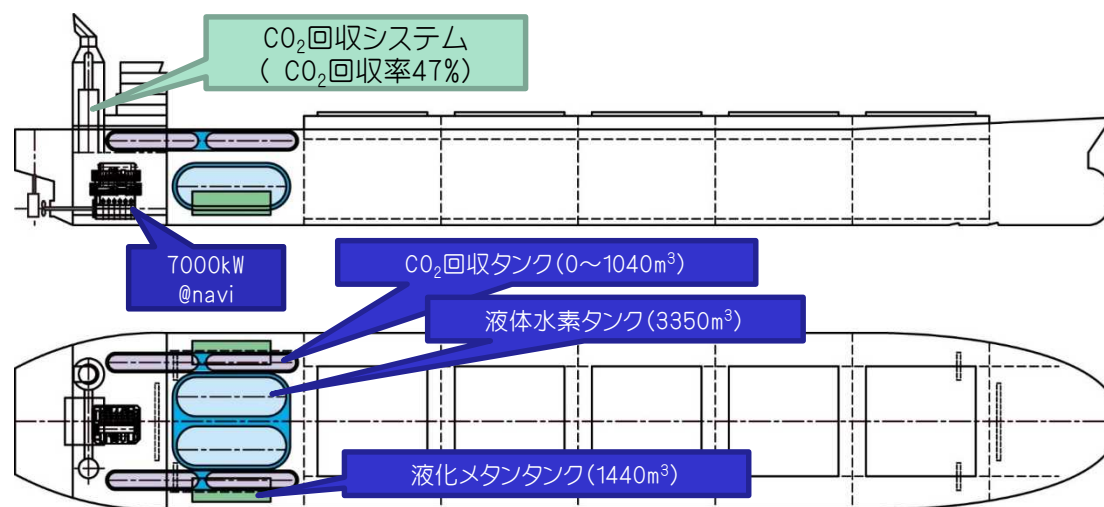 CO₂回収システム
( CO₂回収率47%)
7000kW
@navi
CO₂回収タンク(0～1040m³)
液体水素タンク(3350m³)
液化メタンタンク(1440m³)